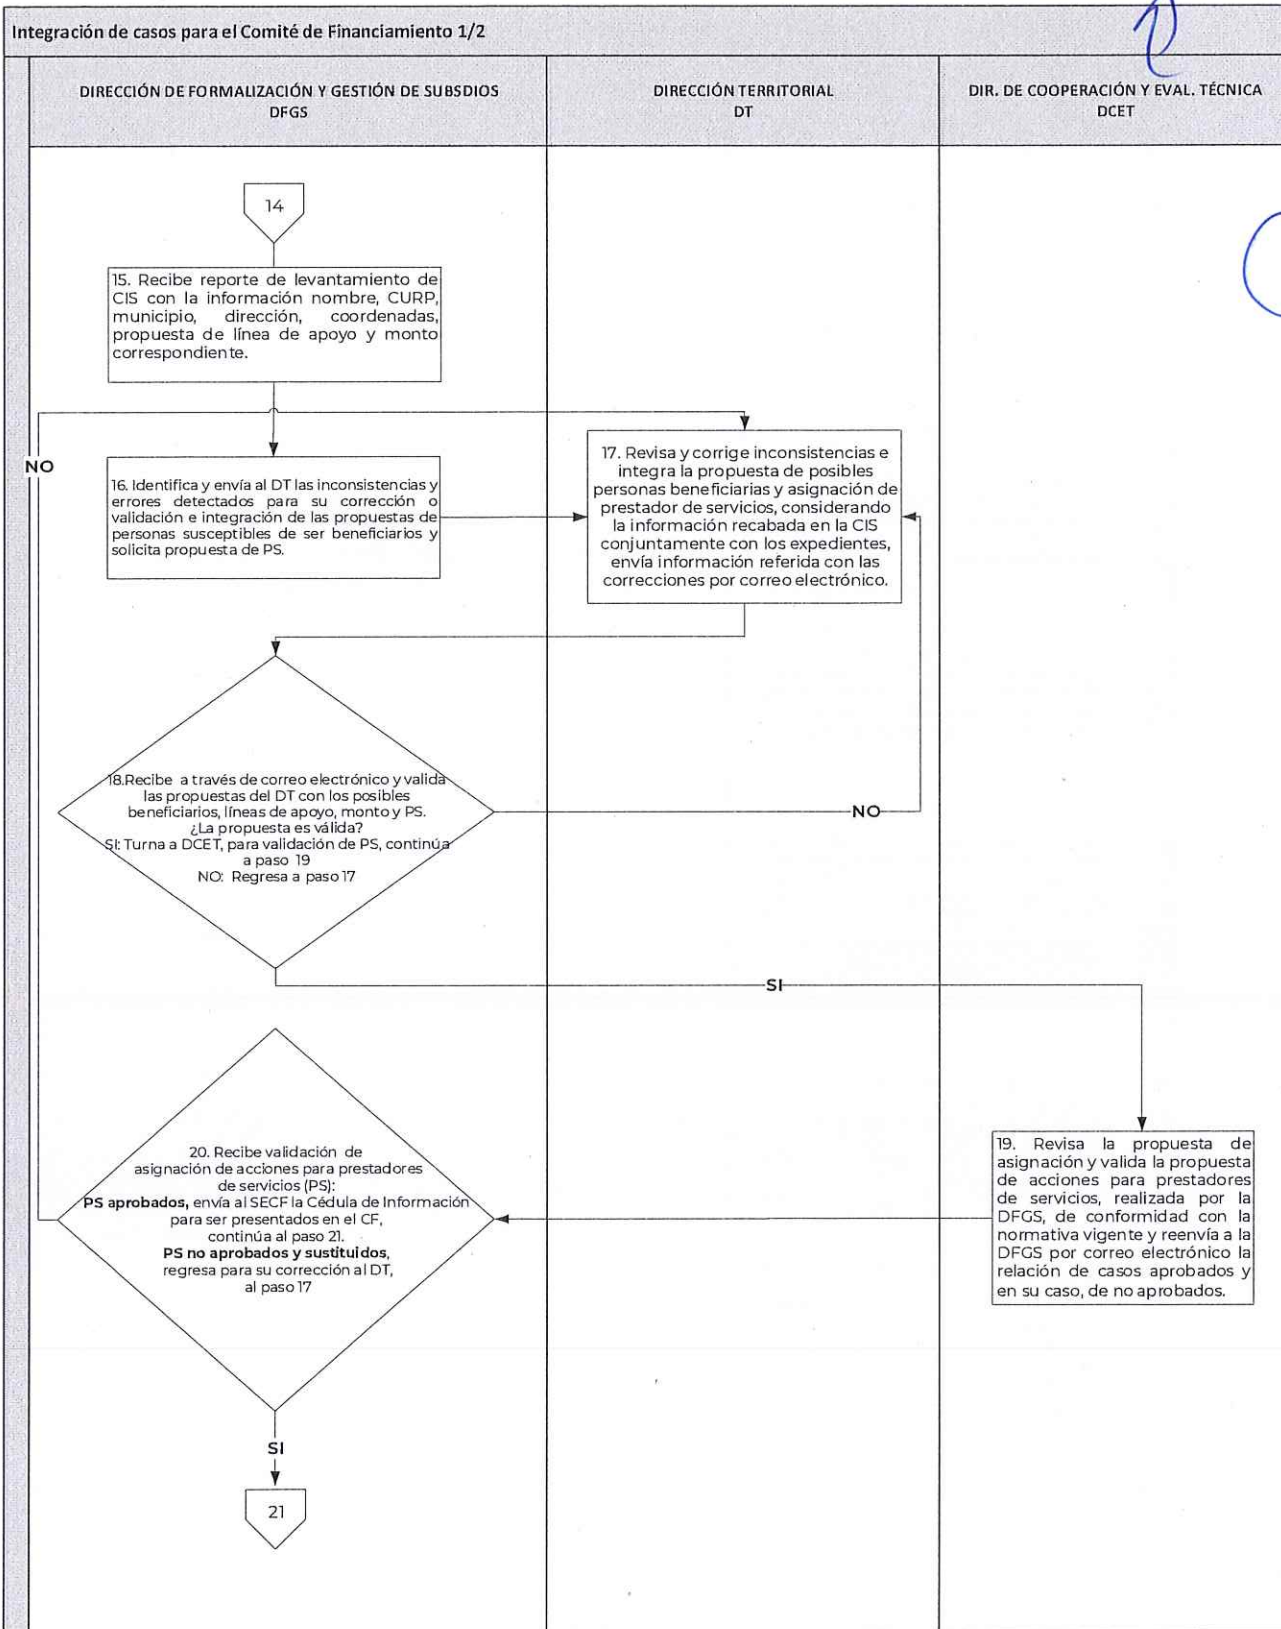 Integración de casos para el Comité de Financiamiento 1/2
DIRECCIÓN DE FORMALIZACIÓN Y GESTIÓN DE SUBSDIOS
DFGS
DIRECCIÓN TERRITORIAL
DT
DIR. DE COOPERACIÓN Y EVAL. TÉCNICA
DCET
14
15. Recibe reporte de levantamiento de
CIS con la información nombre, CURP,
municipio, dirección, coordenadas,
propuesta de línea de apoyo y monto
correspondiente.
NO
16. Identifica y envía al DT las inconsistencias y
errores detectados para su corrección o
validación e integración de las propuestas de
personas susceptibles de ser beneficiarios y
solicita propuesta de PS.
17. Revisa y corrige inconsistencias e
integra la propuesta de posibles
personas beneficiarias y asignación de
prestador de servicios, considerando
la información recabada en la CIS
conjuntamente con los expedientes,
envía información referida con las
correcciones por correo electrónico.
18.Recibe a través de correo electrónico y valida
las propuestas del DT con los posibles
beneficiarios, líneas de apoyo, monto y PS.
¿La propuesta es válida?
SI: Turna a DCET, para validación de PS, continúa
a paso 19
NO: Regresa a paso 17
NO
SI
19. Revisa la propuesta de
asignación y valida la propuesta
de acciones para prestadores
de servicios, realizada por la
DFGS, de conformidad con la
normativa vigente y reenvía a la
DFGS por correo electrónico la
relación de casos aprobados y
en su caso, de no aprobados.
20. Recibe validación de
asignación de acciones para prestadores
de servicios (PS):
PS aprobados, envía al SECF la Cédula de Información
para ser presentados en el CF,
continúa al paso 21.
PS no aprobados y sustituidos,
regresa para su corrección al DT,
al paso 17
SI
21